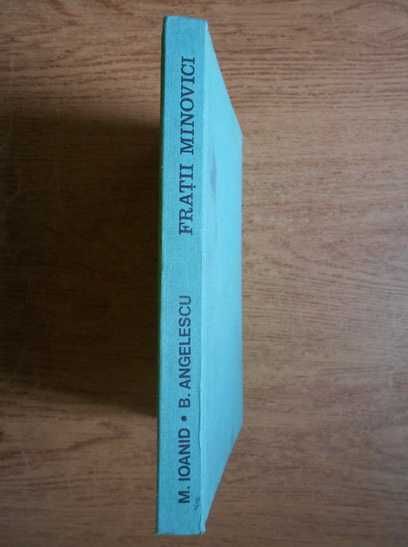 M. IOANID • B. ANGELESCU FRAȚII MINOVICI